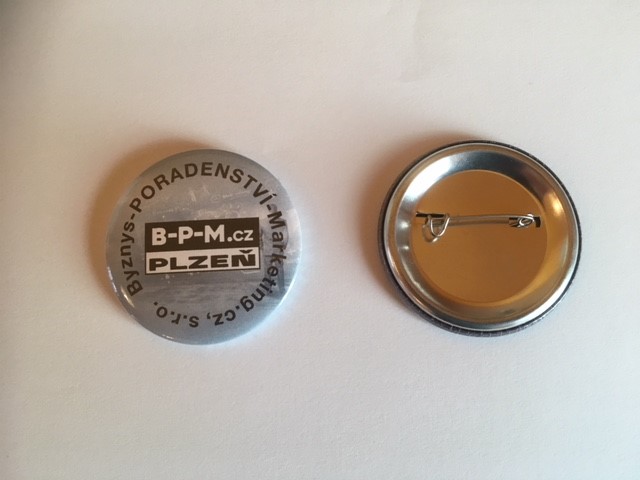 Byznys-PORADENSTVÍ-Marketing.cz, s.r.o.
B-P-M.cz
PLZEŇ